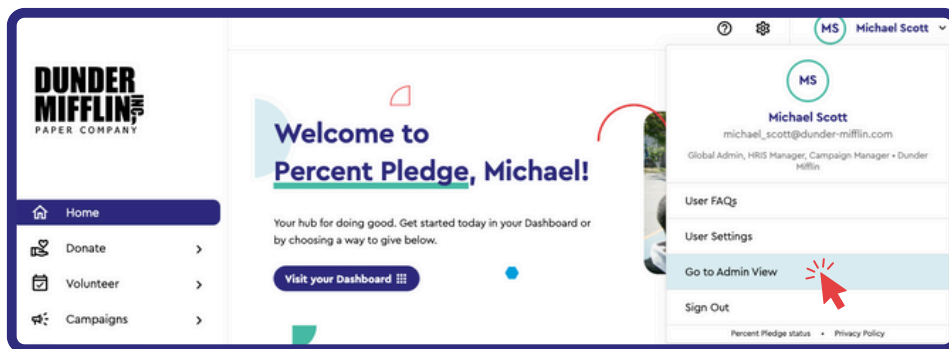 MS Michael Scott
DUNDER
MIFFLIN, INC.
PAPER COMPANY
Home
Donate
Volunteer
Campaigns
Welcome to
Percent Pledge, Michael!
Your hub for doing good. Get started today in your Dashboard or
by choosing a way to give below.
Visit your Dashboard
MS
Michael Scott
michael_scott@dunder-mifflin.com
Global Admin, HRIS Manager, Campaign Manager • Dunder
Mifflin
User FAQs
User Settings
Go to Admin View
Sign Out
Percent Pledge status • Privacy Policy